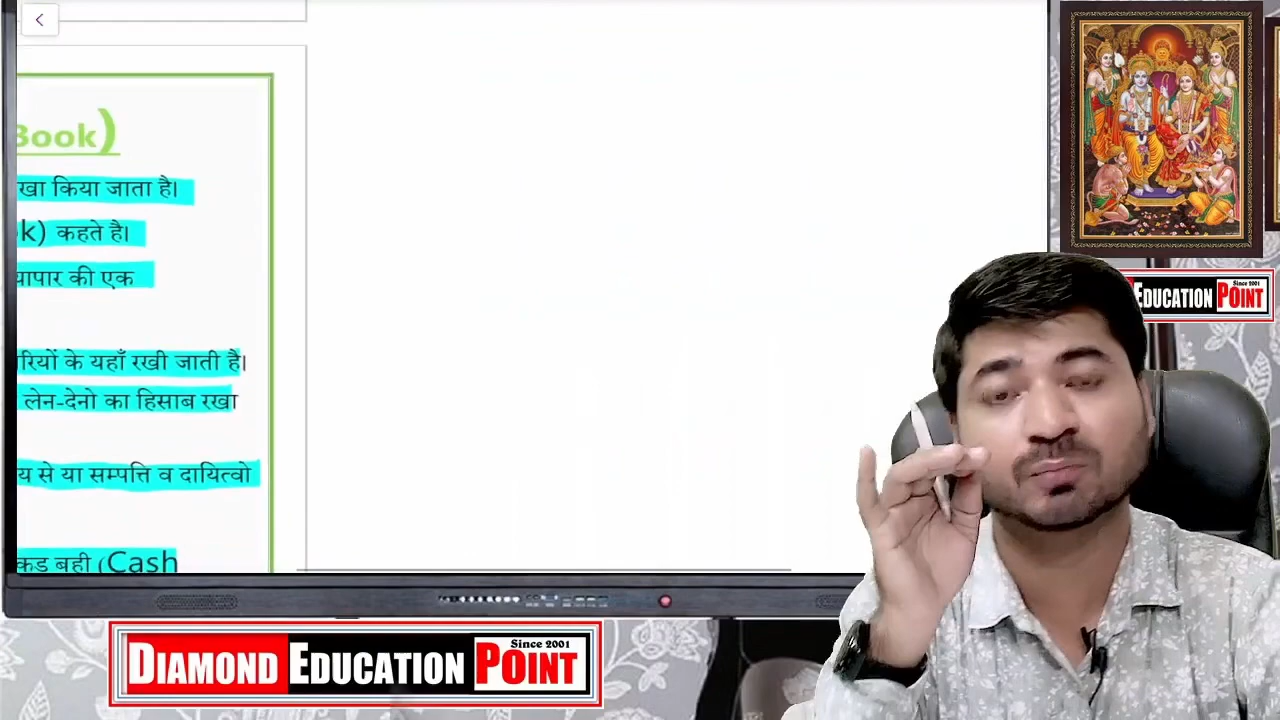 Book)
खा किया जाता है।
k) कहते है।
यापार की एक
रियों के यहाँ रखी जाती है।
लेन-देनो का हिसाब रखा
य से या सम्पत्ति व दायित्वो
कड बही (Cash
EDUCATION POINT
Since 2001
DIAMOND EDUCATION POINT
Since 2001